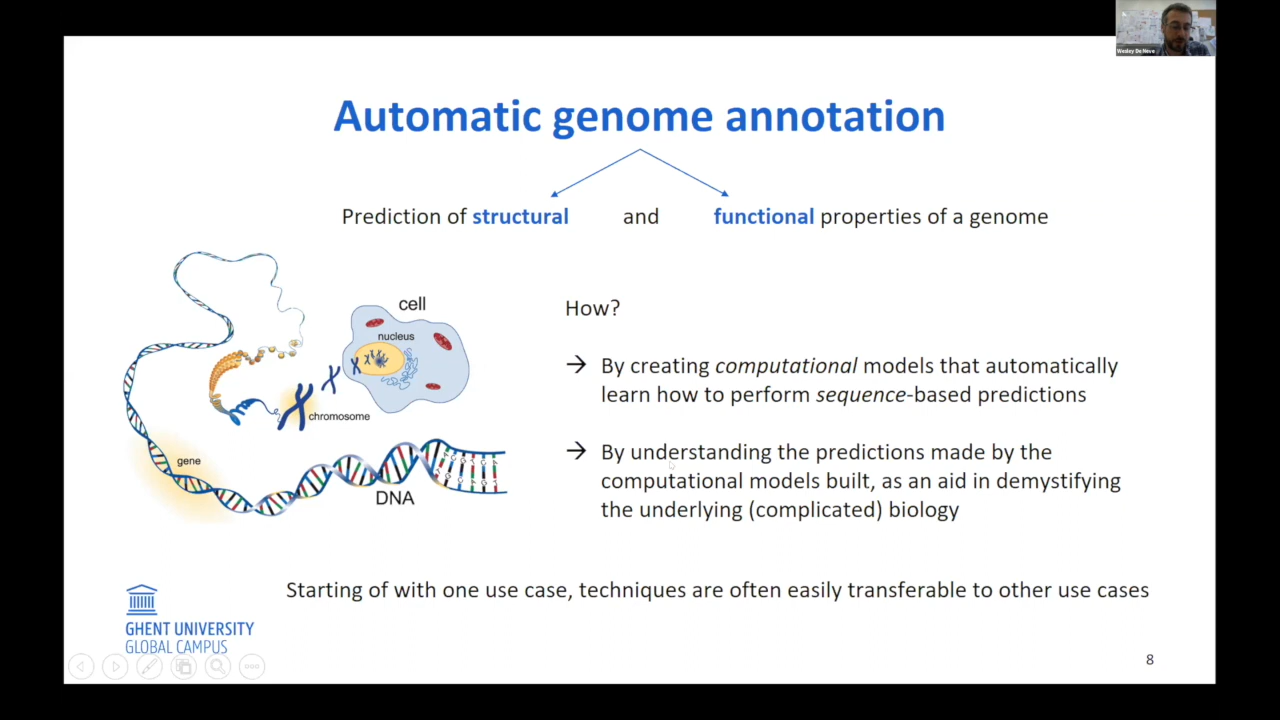 Wesley De Neve
Automatic genome annotation
Prediction of structural and functional properties of a genome
cell
nucleus
chromosome
gene
DNA
How?
→ By creating computational models that automatically
learn how to perform sequence-based predictions
→ By understanding the predictions made by the
computational models built, as an aid in demystifying
the underlying (complicated) biology
Starting of with one use case, techniques are often easily transferable to other use cases
GHENT UNIVERSITY
GLOBAL CAMPUS
8